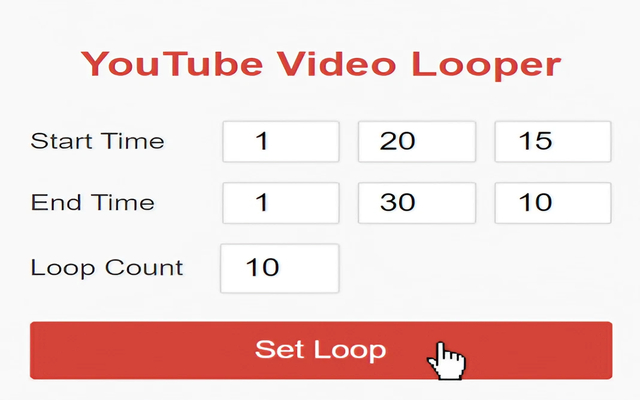 YouTube Video Looper
Start Time 1 20 15
End Time 1 30 10
Loop Count 10
Set Loop